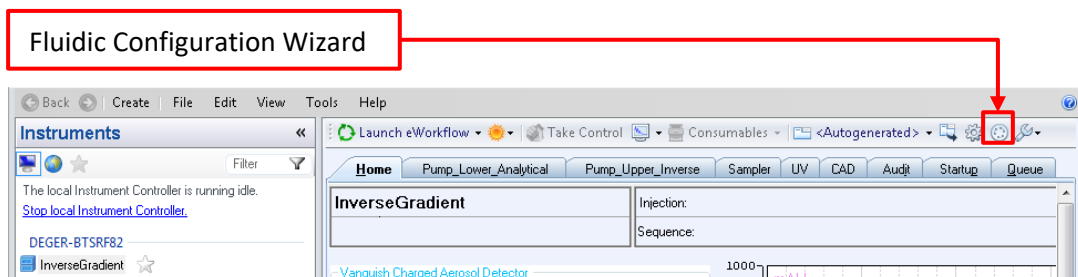 Fluidic Configuration Wizard
Back Create File Edit View Tools Help
Instruments «
Launch eWorkflow Take Control Consumables <Autogenerated>
Filter
Home Pump_Lower_Analytical Pump_Upper_Inverse Sampler UV CAD Audit Startup Queue
The local Instrument Controller is running idle.
Stop local Instrument Controller.
InverseGradient
Injection:
Sequence:
DEGER-BTSRF82
InverseGradient
Vanquish Charged Aerosol Detector
1000